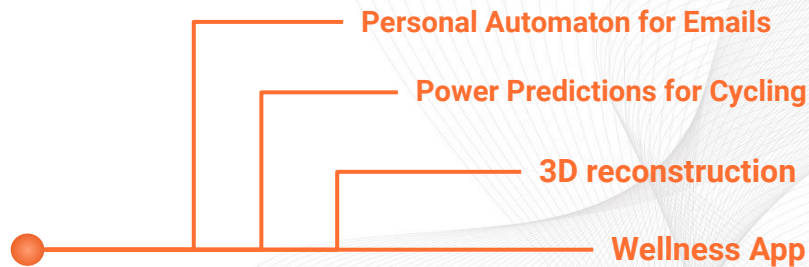 Personal Automaton for Emails
Power Predictions for Cycling
3D reconstruction
Wellness App